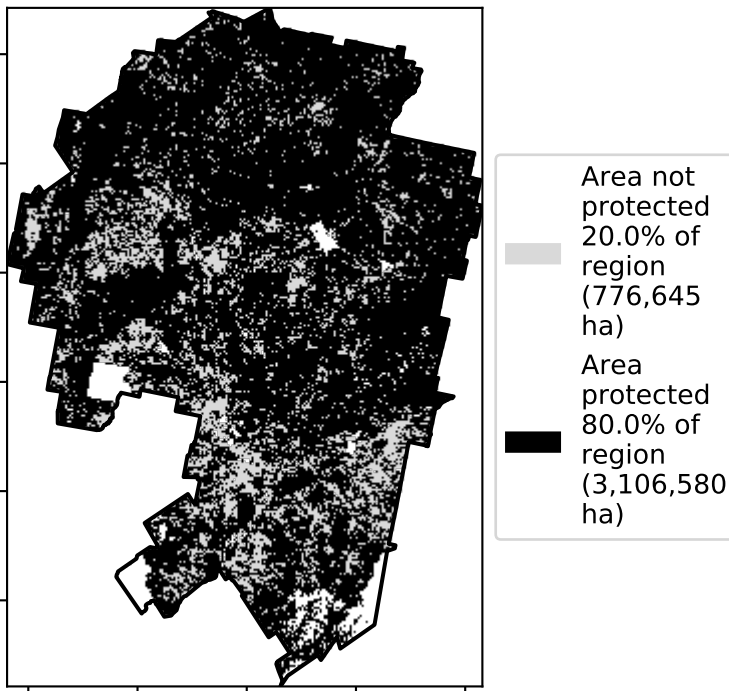 Area not
protected
20.0% of
region
(776,645
ha)
Area
protected
80.0% of
region
(3,106,580
ha)